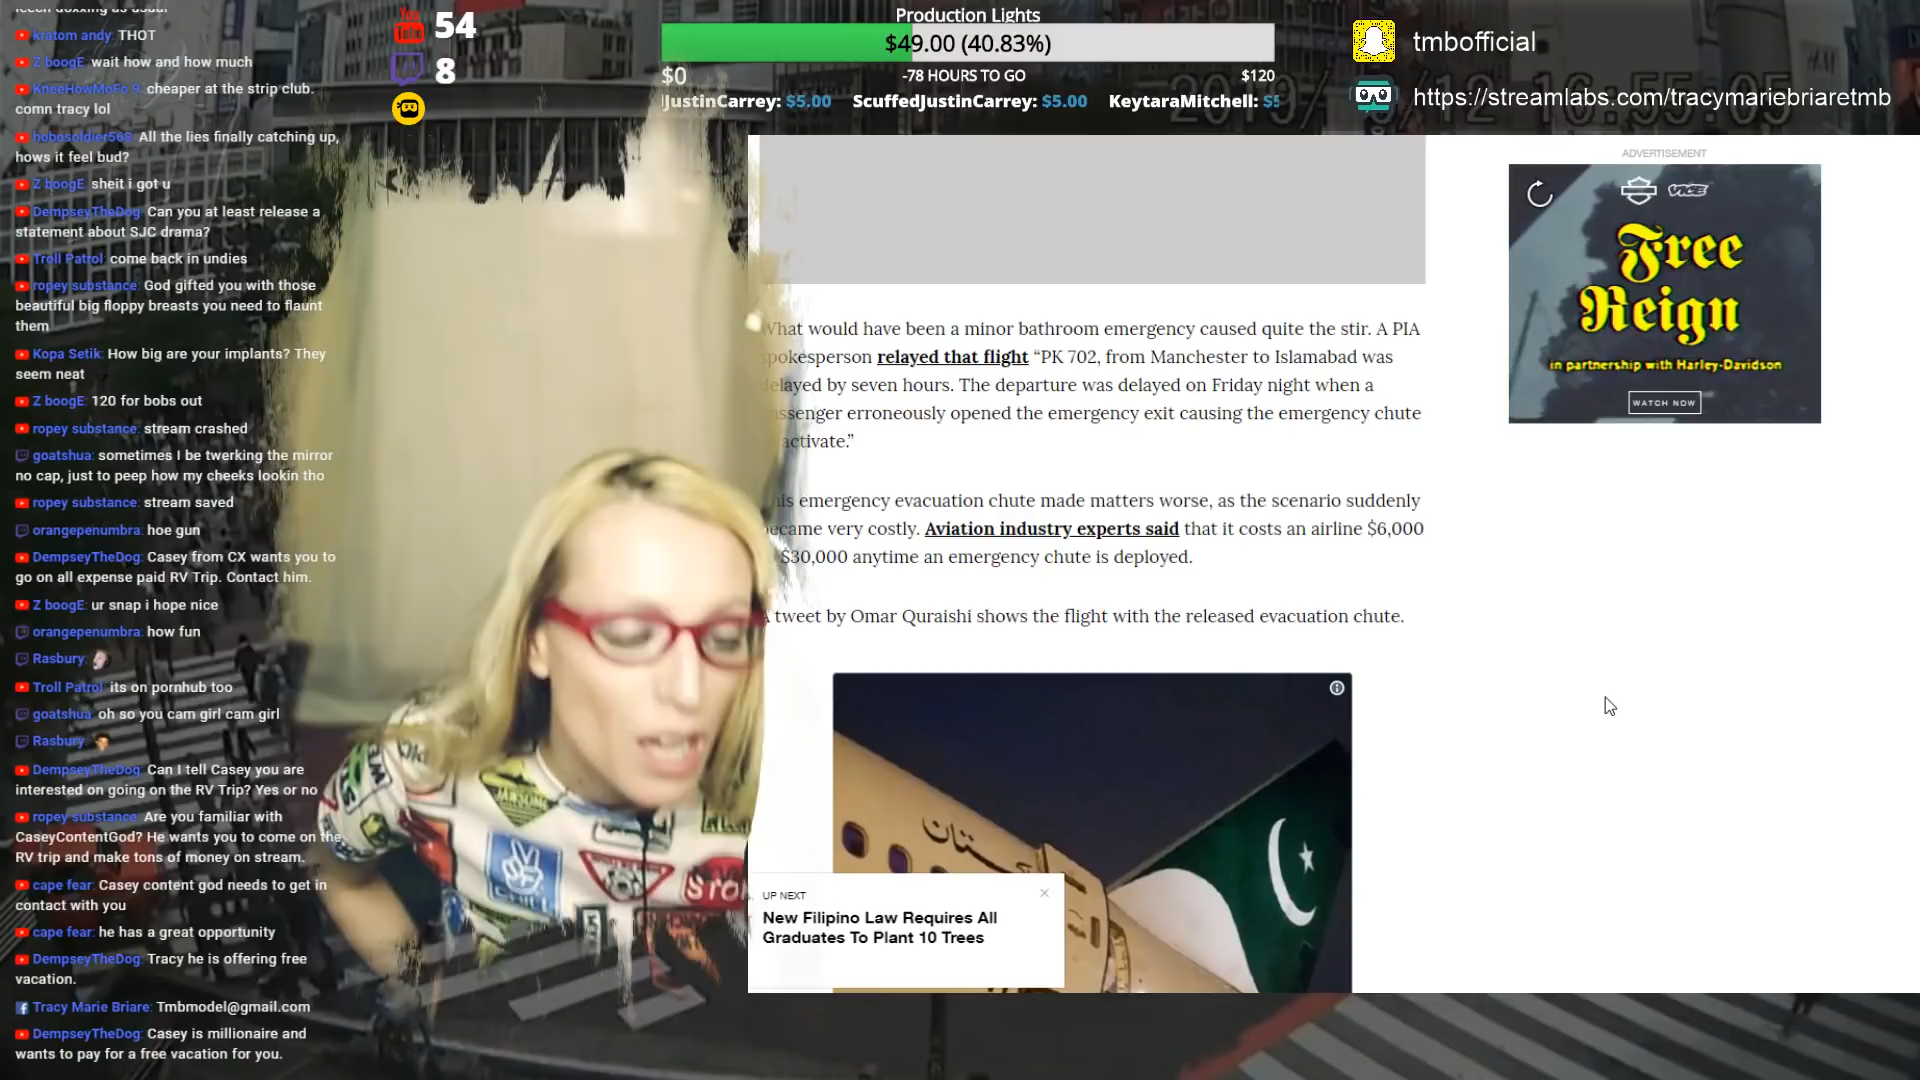 kratom andy: THOT
Z boogE: wait how and how much
KneeHowMoFo 9: cheaper at the strip club.
comn tracy lol
hobosoldier568: All the lies finally catching up,
hows it feel bud?
Z boogE: sheit i got u
DempseyTheDog: Can you at least release a
statement about SJC drama?
Troll Patrol: come back in undies
ropey substance: God gifted you with those
beautiful big floppy breasts you need to flaunt
them
Kopa Setik: How big are your implants? They
seem neat
Z boogE: 120 for bobs out
ropey substance: stream crashed
goatshua: sometimes I be twerking the mirror
no cap, just to peep how my cheeks lookin tho
ropey substance: stream saved
orangepenumbra: hoe gun
DempseyTheDog: Casey from CX wants you to
go on all expense paid RV Trip. Contact him.
Z boogE: ur snap i hope nice
orangepenumbra: how fun
Rasbury:
Troll Patrol: its on pornhub too
goatshua: oh so you cam girl cam girl
Rasbury:
DempseyTheDog: Can I tell Casey you are
interested on going on the RV Trip? Yes or no
ropey substance: Are you familiar with
CaseyContentGod? He wants you to come on the
RV trip and make tons of money on stream.
cape fear: Casey content god needs to get in
contact with you
cape fear: he has a great opportunity
DempseyTheDog: Tracy he is offering free
vacation.
Tracy Marie Briare: Tmbmodel@gmail.com
DempseyTheDog: Casey is millionaire and
wants to pay for a free vacation for you.
You Tube 54
8
Production Lights
$49.00 (40.83%)
$0 -78 HOURS TO GO $120
JustinCarrey: $5.00 ScuffedJustinCarrey: $5.00 KeytaraMitchell:
tmbofficial
https://streamlabs.com/tracymariebriaretmb
16:55:05
What would have been a minor bathroom emergency caused quite the stir. A PIA
spokesperson relayed that flight “PK 702, from Manchester to Islamabad was
delayed by seven hours. The departure was delayed on Friday night when a
passenger erroneously opened the emergency exit causing the emergency chute
activate.”
This emergency evacuation chute made matters worse, as the scenario suddenly
became very costly. Aviation industry experts said that it costs an airline $6,000
$30,000 anytime an emergency chute is deployed.
A tweet by Omar Quraishi shows the flight with the released evacuation chute.
UP NEXT
New Filipino Law Requires All
Graduates To Plant 10 Trees
ADVERTISEMENT
VICE
Free
Reign
in partnership with Harley-Davidson
WATCH NOW
STOP